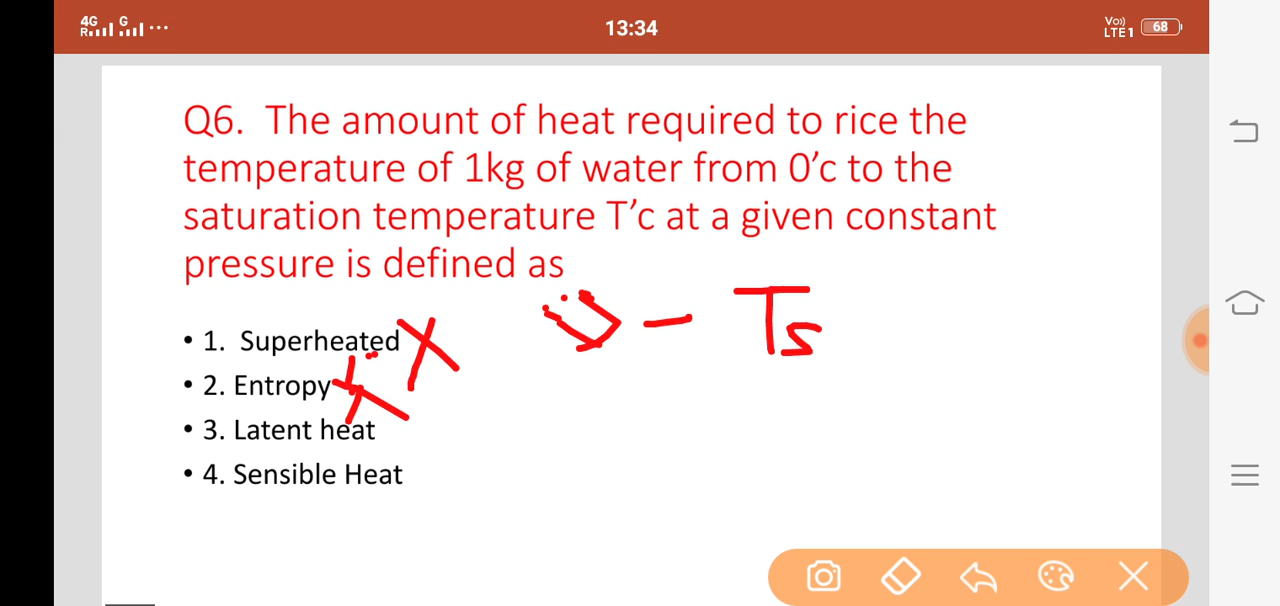 4G G
R 13:34 Vo)) LTE1 68
Q6. The amount of heat required to rice the
temperature of 1kg of water from 0’c to the
saturation temperature T’c at a given constant
pressure is defined as
• 1. Superheated
• 2. Entropy
• 3. Latent heat
• 4. Sensible Heat
Ts